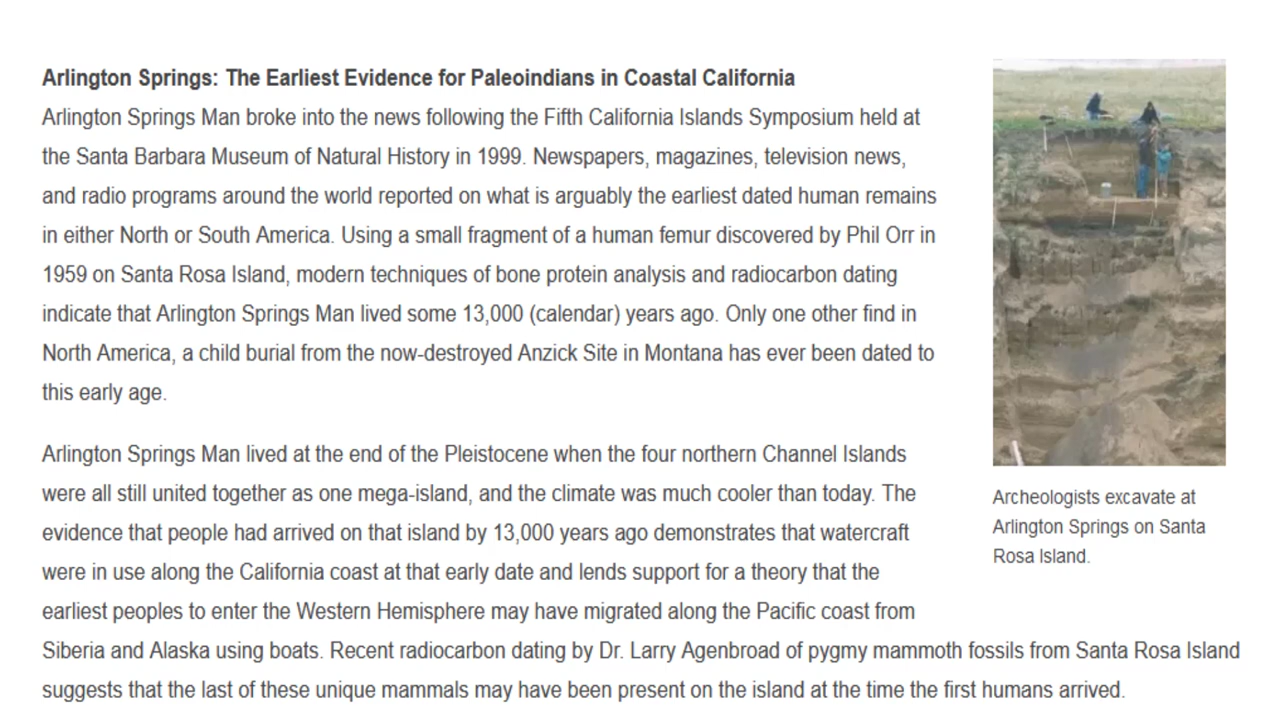 Arlington Springs: The Earliest Evidence for Paleoindians in Coastal California
Arlington Springs Man broke into the news following the Fifth California Islands Symposium held at
the Santa Barbara Museum of Natural History in 1999. Newspapers, magazines, television news,
and radio programs around the world reported on what is arguably the earliest dated human remains
in either North or South America. Using a small fragment of a human femur discovered by Phil Orr in
1959 on Santa Rosa Island, modern techniques of bone protein analysis and radiocarbon dating
indicate that Arlington Springs Man lived some 13,000 (calendar) years ago. Only one other find in
North America, a child burial from the now-destroyed Anzick Site in Montana has ever been dated to
this early age.
Arlington Springs Man lived at the end of the Pleistocene when the four northern Channel Islands
were all still united together as one mega-island, and the climate was much cooler than today. The
evidence that people had arrived on that island by 13,000 years ago demonstrates that watercraft
were in use along the California coast at that early date and lends support for a theory that the
earliest peoples to enter the Western Hemisphere may have migrated along the Pacific coast from
Siberia and Alaska using boats. Recent radiocarbon dating by Dr. Larry Agenbroad of pygmy mammoth fossils from Santa Rosa Island
suggests that the last of these unique mammals may have been present on the island at the time the first humans arrived.
Archeologists excavate at
Arlington Springs on Santa
Rosa Island.